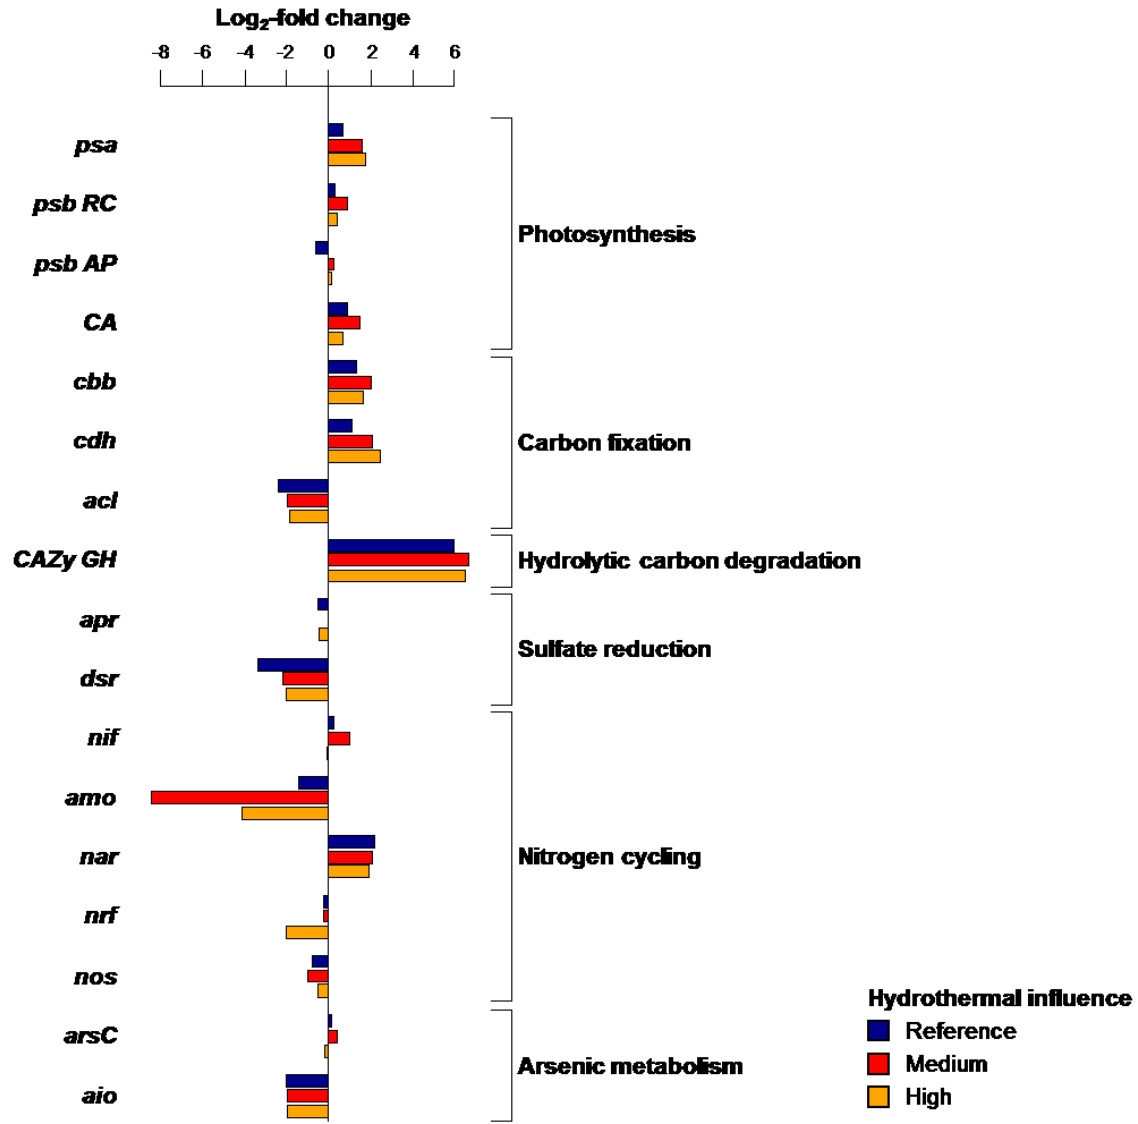 Log₂-fold change
-8 -6 -4 -2 0 2 4 6
psa
psb RC
Photosynthesis
psb AP
CA
cbb
cdh
Carbon fixation
acl
CAZy GH
Hydrolytic carbon degradation
apr
Sulfate reduction
dsr
nif
amo
nar
Nitrogen cycling
nrf
nos
arsC
Arsenic metabolism
aio
Hydrothermal influence
Reference
Medium
High